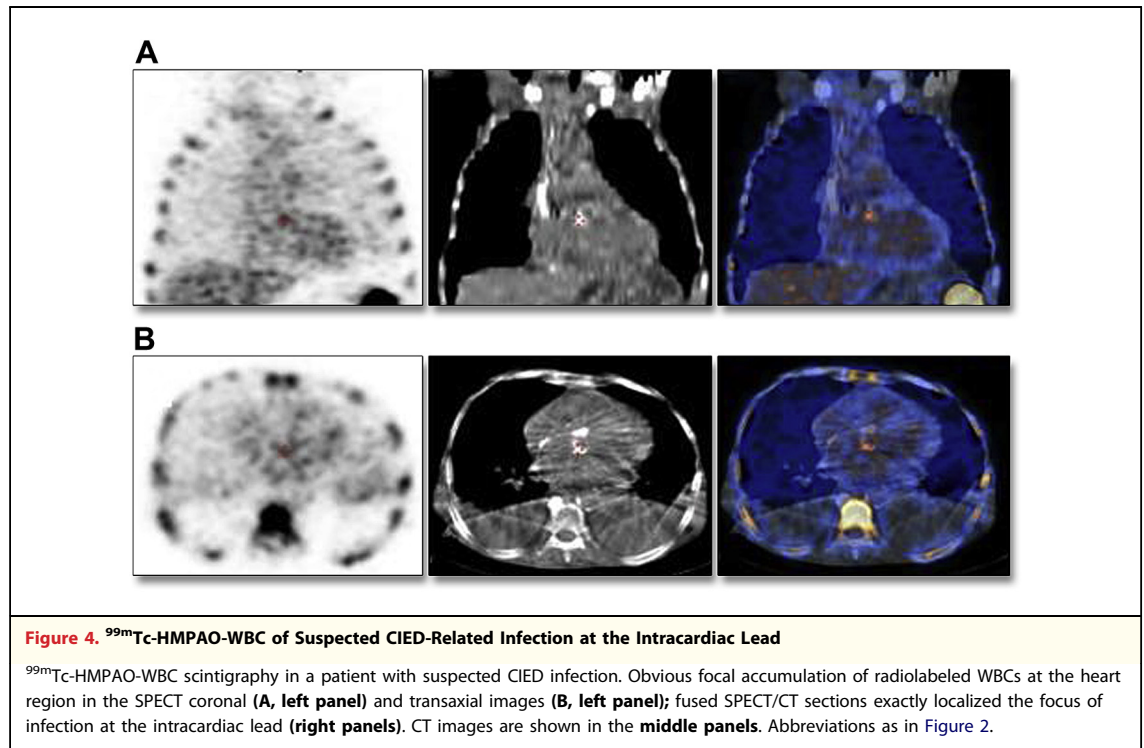 A
B
Figure 4. 99mTc-HMPAO-WBC of Suspected CIED-Related Infection at the Intracardiac Lead
99mTc-HMPAO-WBC scintigraphy in a patient with suspected CIED infection. Obvious focal accumulation of radiolabeled WBCs at the heart
region in the SPECT coronal (A, left panel) and transaxial images (B, left panel); fused SPECT/CT sections exactly localized the focus of
infection at the intracardiac lead (right panels). CT images are shown in the middle panels. Abbreviations as in Figure 2.